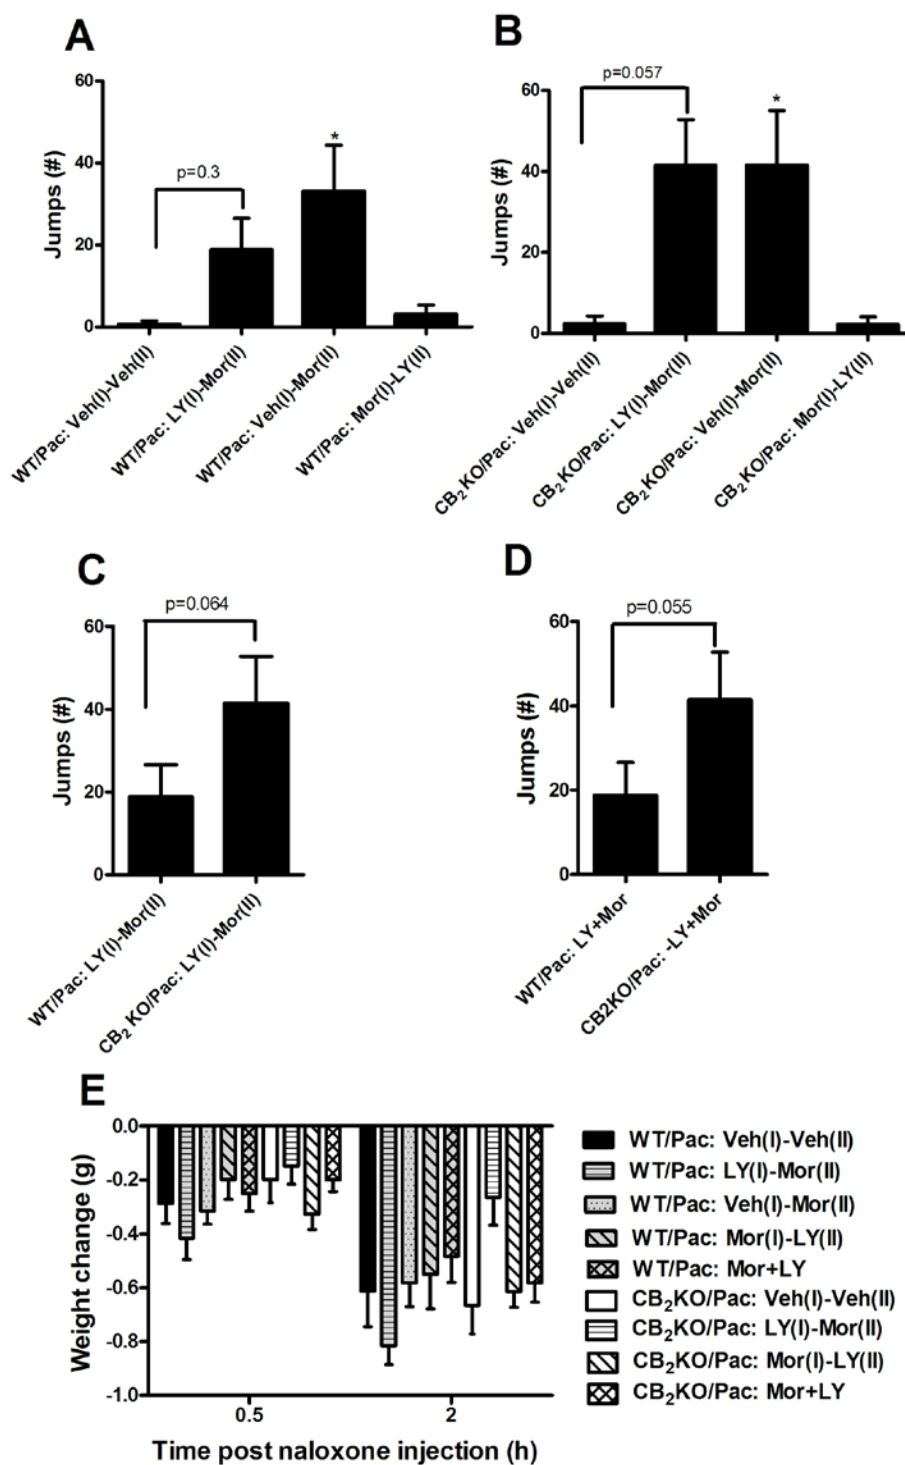 A
Jumps (#)
60
40
20
0
p=0.3
*
WT/Pac: Veh(I)-Veh(II)
WT/Pac: LY(I)-Mor(II)
WT/Pac: Veh(I)-Mor(II)
WT/Pac: Mor(I)-LY(II)
B
Jumps (#)
60
40
20
0
p=0.057
*
CB₂KO/Pac: Veh(I)-Veh(II)
CB₂KO/Pac: LY(I)-Mor(II)
CB₂KO/Pac: Veh(I)-Mor(II)
CB₂KO/Pac: Mor(I)-LY(II)
C
Jumps (#)
60
40
20
0
p=0.064
WT/Pac: LY(I)-Mor(II)
CB₂ KO/Pac: LY(I)-Mor(II)
D
Jumps (#)
60
40
20
0
p=0.055
WT/Pac: LY+Mor
CB2KO/Pac: -LY+Mor
E
Weight change (g)
0.0
-0.2
-0.4
-0.6
-0.8
-1.0
0.5
2
Time post naloxone injection (h)
WT/Pac: Veh(I)-Veh(II)
WT/Pac: LY(I)-Mor(II)
WT/Pac: Veh(I)-Mor(II)
WT/Pac: Mor(I)-LY(II)
WT/Pac: Mor+LY
CB₂KO/Pac: Veh(I)-Veh(II)
CB₂KO/Pac: LY(I)-Mor(II)
CB₂KO/Pac: Mor(I)-LY(II)
CB₂KO/Pac: Mor+LY